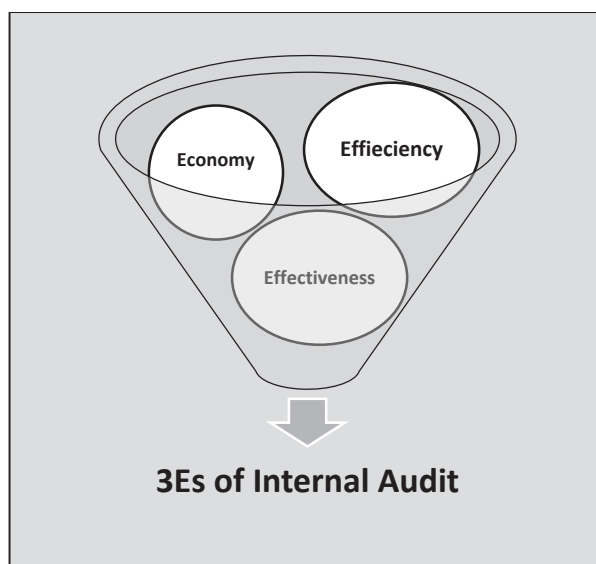 Economy
Effieciency
Effectiveness
3Es of Internal Audit